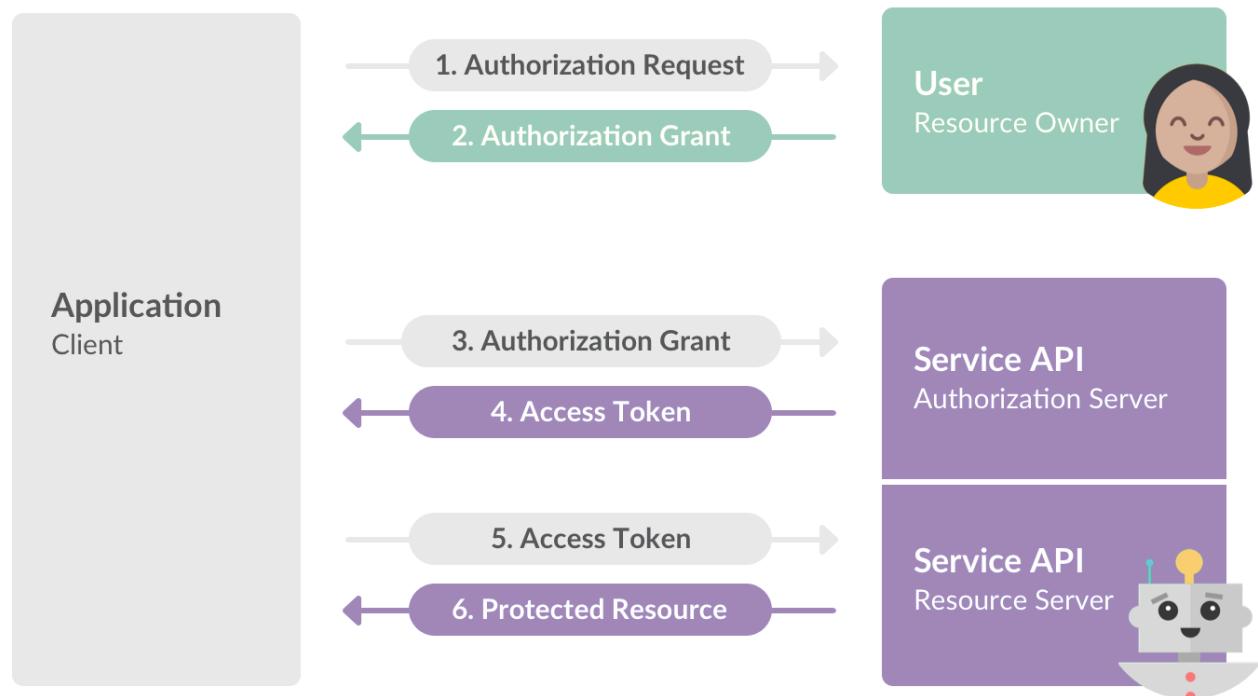 1. Authorization Request
2. Authorization Grant
User
Resource Owner
Application
Client
3. Authorization Grant
4. Access Token
Service API
Authorization Server
5. Access Token
6. Protected Resource
Service API
Resource Server